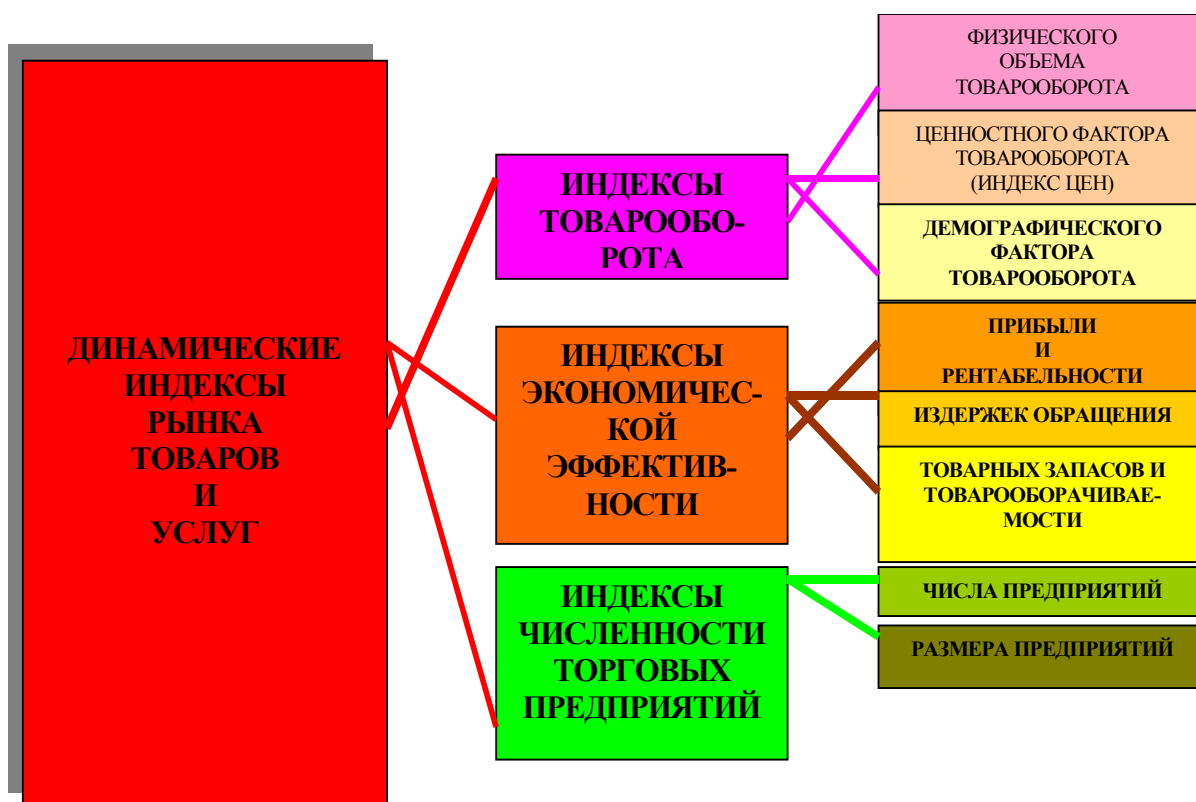 ДИНАМИЧЕСКИЕ
ИНДЕКСЫ
РЫНКА
ТОВАРОВ
И
УСЛУГ
ИНДЕКСЫ
ТОВАРООБО-
РОТА
ФИЗИЧЕСКОГО
ОБЪЕМА
ТОВАРООБОРОТА
ЦЕННОСТНОГО ФАКТОРА
ТОВАРООБОРОТА
(ИНДЕКС ЦЕН)
ДЕМОГРАФИЧЕСКОГО
ФАКТОРА
ТОВАРООБОРОТА
ИНДЕКСЫ
ЭКОНОМИЧЕС-
КОЙ
ЭФФЕКТИВ-
НОСТИ
ПРИБЫЛИ
И
РЕНТАБЕЛЬНОСТИ
ИЗДЕРЖЕК ОБРАЩЕНИЯ
ТОВАРНЫХ ЗАПАСОВ И
ТОВАРООБОРАЧИВАЕ-
МОСТИ
ИНДЕКСЫ
ЧИСЛЕННОСТИ
ТОРГОВЫХ
ПРЕДПРИЯТИЙ
ЧИСЛА ПРЕДПРИЯТИЙ
РАЗМЕРА ПРЕДПРИЯТИЙ